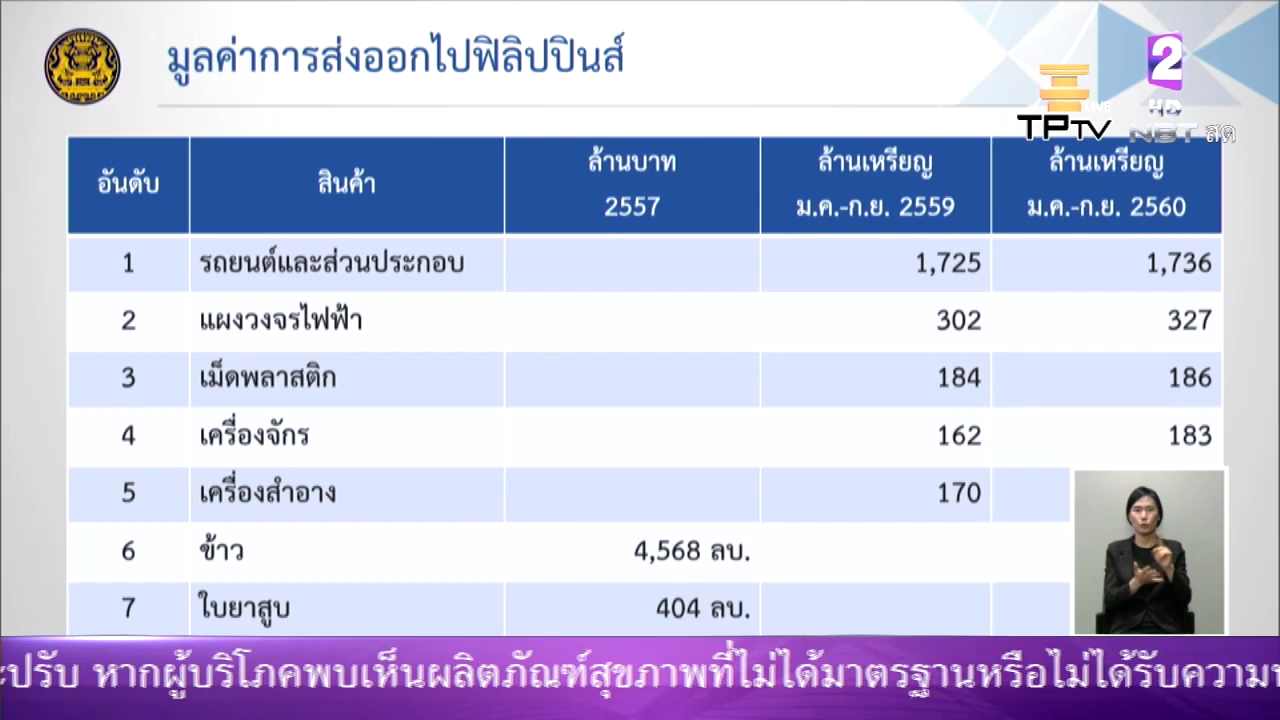 มูลค่าการส่งออกไปฟิลิปปินส์
2
HD
LIVE
TPTV NBT สด
อันดับ สินค้า ล้านบาท 2557 ล้านเหรียญ ม.ค.-ก.ย. 2559 ล้านเหรียญ ม.ค.-ก.ย. 2560
1 รถยนต์และส่วนประกอบ 1,725 1,736
2 แผงวงจรไฟฟ้า 302 327
3 เม็ดพลาสติก 184 186
4 เครื่องจักร 162 183
5 เครื่องสำอาง 170
6 ข้าว 4,568 ลบ.
7 ใบยาสูบ 404 ลบ.
ะปรับ หากผู้บริโภคพบเห็นผลิตภัณฑ์สุขภาพที่ไม่ได้มาตรฐานหรือไม่ได้รับความ